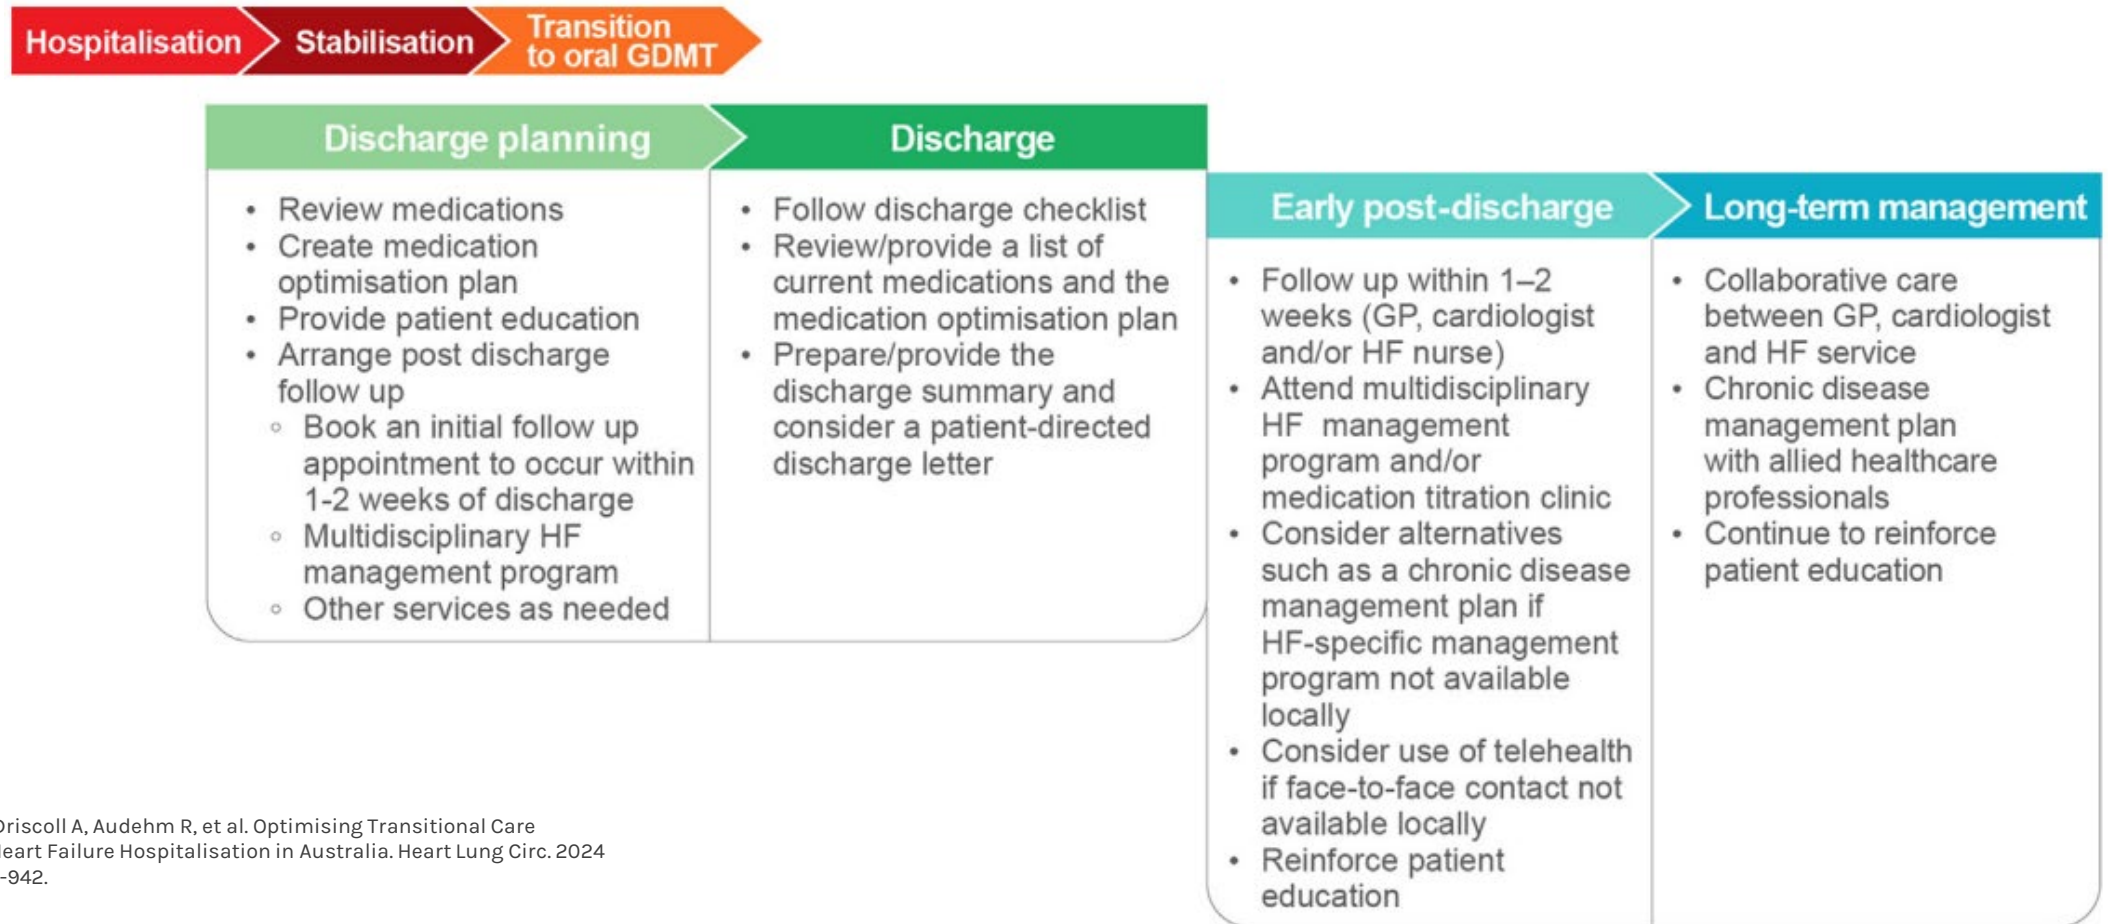 Hospitalisation
Stabilisation
Transition
to oral GDMT
Discharge planning
• Review medications
• Create medication
optimisation plan
• Provide patient education
• Arrange post discharge
follow up
◦ Book an initial follow up
appointment to occur within
1-2 weeks of discharge
◦ Multidisciplinary HF
management program
◦ Other services as needed
Discharge
• Follow discharge checklist
• Review/provide a list of
current medications and the
medication optimisation plan
• Prepare/provide the
discharge summary and
consider a patient-directed
discharge letter
Early post-discharge
• Follow up within 1–2
weeks (GP, cardiologist
and/or HF nurse)
• Attend multidisciplinary
HF management
program and/or
medication titration clinic
• Consider alternatives
such as a chronic disease
management plan if
HF-specific management
program not available
locally
• Consider use of telehealth
if face-to-face contact not
available locally
• Reinforce patient
education
Long-term management
• Collaborative care
between GP, cardiologist
and HF service
• Chronic disease
management plan
with allied healthcare
professionals
• Continue to reinforce
patient education
Driscoll A, Audehm R, et al. Optimising Transitional Care
Heart Failure Hospitalisation in Australia. Heart Lung Circ. 2024
-942.